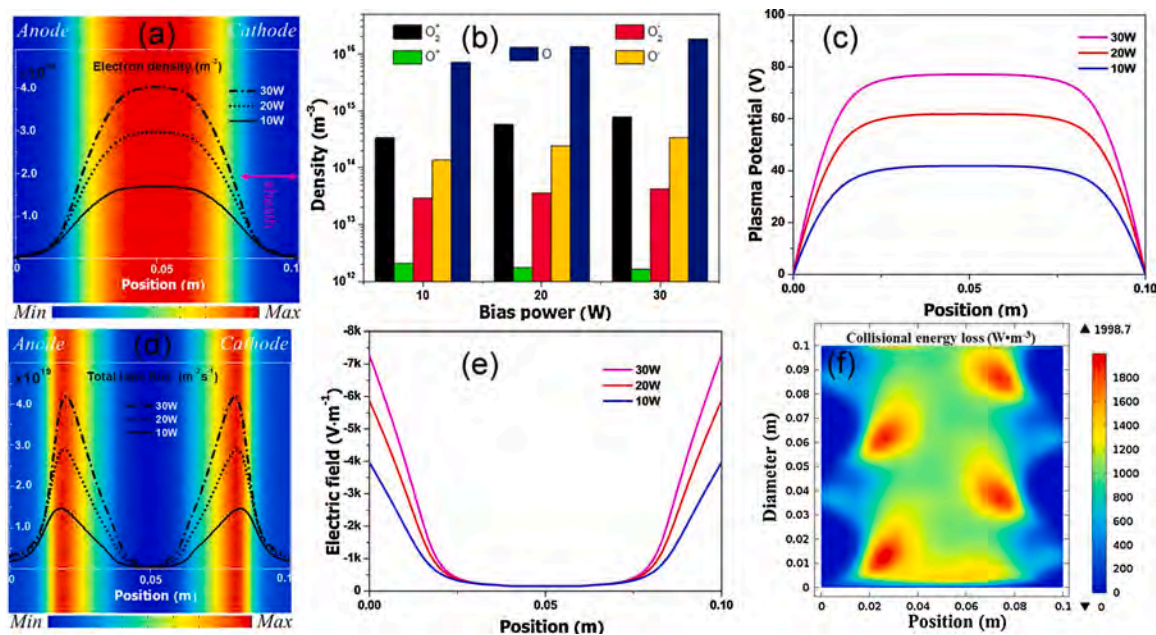 Anode (a) Cathode
Electron density (m⁻³)
4.0
30W
20W
3.0
10W
2.0
sheath
1.0
0 0.05 0.1
Position (m)
Min Max
(b)
O₂⁺ O₂⁻
O⁺ O O⁻
10¹⁶
10¹⁵
10¹⁴
10¹³
10¹²
Density (m⁻³)
10 20 30
Bias power (W)
(c)
100
80
60
40
20
0
Plasma Potential (V)
30W
20W
10W
0.00 0.05 0.10
Position (m)
Anode (d) Cathode
×10¹⁹ (m⁻²s⁻¹)
4.0
30W
20W
10W
3.0
2.0
1.0
0 0.05 0.1
Position (m)
Min Max
(e)
-8k
-7k
-6k
-5k
-4k
-3k
-2k
-1k
0
Electric field (V·m⁻¹)
30W
20W
10W
0.00 0.05 0.10
Position (m)
Collisional energy loss (W•m⁻³)
(f)
▲ 1998.7
0.1
0.09
0.08
0.07
0.06
0.05
0.04
0.03
0.02
0.01
0
Diameter (m)
0 0.02 0.04 0.06 0.08 0.1
Position (m)
1800
1600
1400
1200
1000
800
600
400
200
0
▼ 0